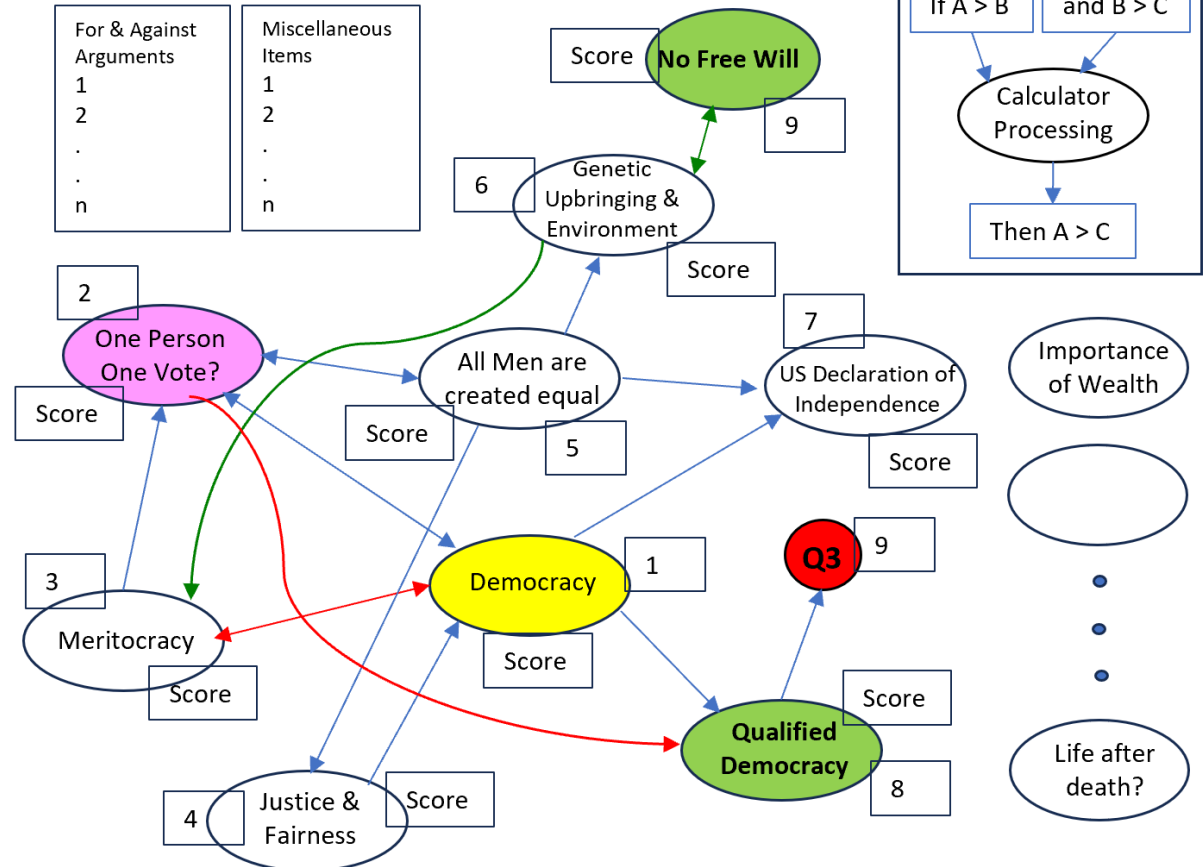 For & Against
Arguments
1
2
.
.
n
Miscellaneous
Items
1
2
.
.
n
Score
No Free Will
9
If A > B
and B > C
Calculator
Processing
Then A > C
6
Genetic
Upbringing &
Environment
Score
2
One Person
One Vote?
Score
All Men are
created equal
Score
5
7
US Declaration of
Independence
Score
Importance
of Wealth
3
Meritocracy
Score
Democracy
1
Score
Q3
9
Score
Qualified
Democracy
8
4
Justice &
Fairness
Score
Life after
death?